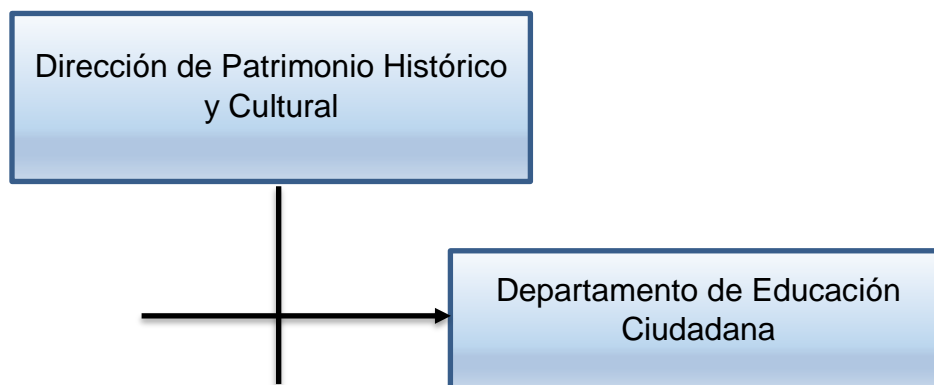 Dirección de Patrimonio Histórico
y Cultural
Departamento de Educación
Ciudadana